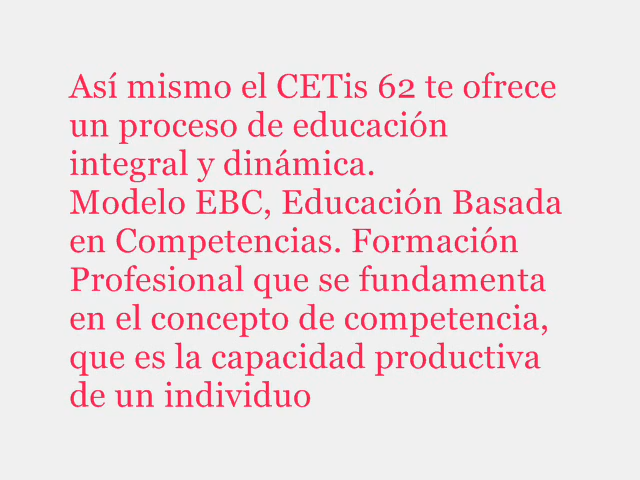 Así mismo el CETis 62 te ofrece
un proceso de educación
integral y dinámica.
Modelo EBC, Educación Basada
en Competencias. Formación
Profesional que se fundamenta
en el concepto de competencia,
que es la capacidad productiva
de un individuo